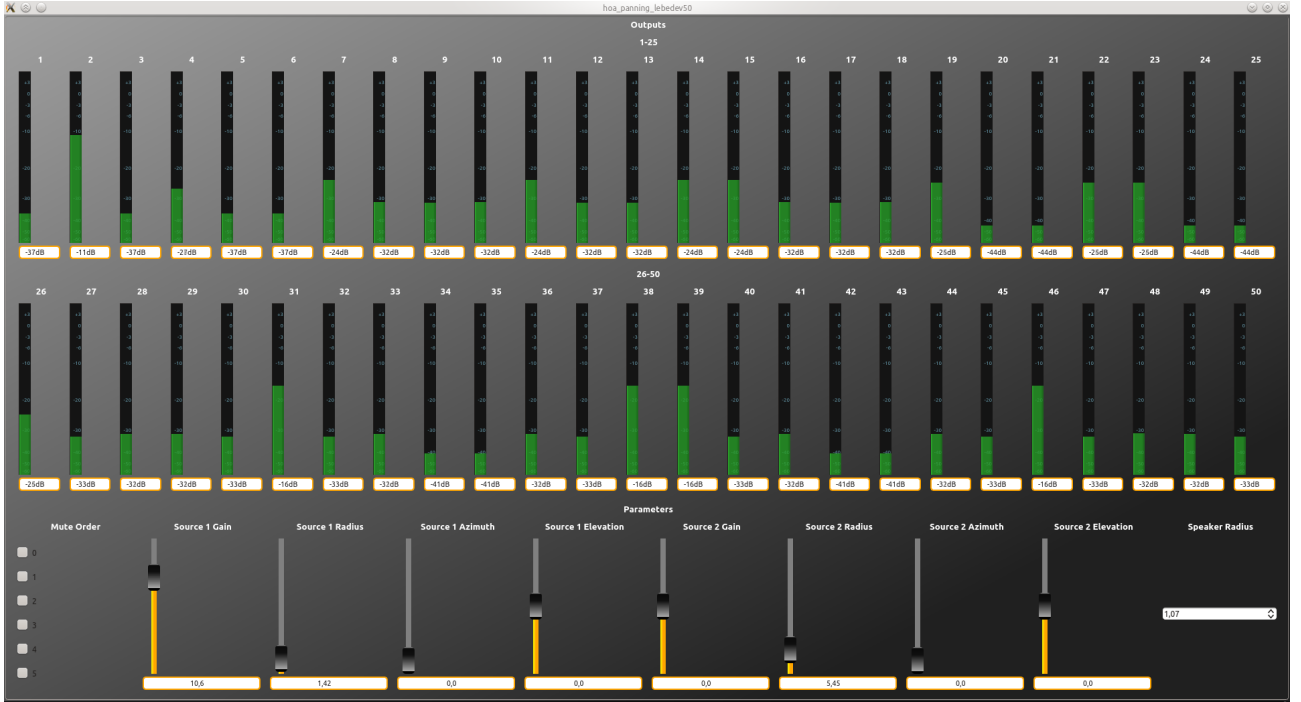 hoa_panning_lebedev50
Outputs
1-25
1 2 3 4 5 6 7 8 9 10 11 12 13 14 15 16 17 18 19 20 21 22 23 24 25
-37dB -11dB -37dB -27dB -37dB -37dB -24dB -32dB -32dB -32dB -24dB -32dB -32dB -24dB -24dB -32dB -32dB -32dB -25dB -44dB -44dB -25dB -25dB -44dB -44dB
26-50
26 27 28 29 30 31 32 33 34 35 36 37 38 39 40 41 42 43 44 45 46 47 48 49 50
-25dB -33dB -32dB -32dB -33dB -16dB -33dB -32dB -41dB -41dB -32dB -33dB -16dB -16dB -33dB -32dB -41dB -41dB -32dB -33dB -16dB -33dB -32dB -32dB -33dB
Parameters
Mute Order Source 1 Gain Source 1 Radius Source 1 Azimuth Source 1 Elevation Source 2 Gain Source 2 Radius Source 2 Azimuth Source 2 Elevation Speaker Radius
0
1
2
3
4
5
1,07
10,6 1,42 0,0 0,0 0,0 5,45 0,0 0,0